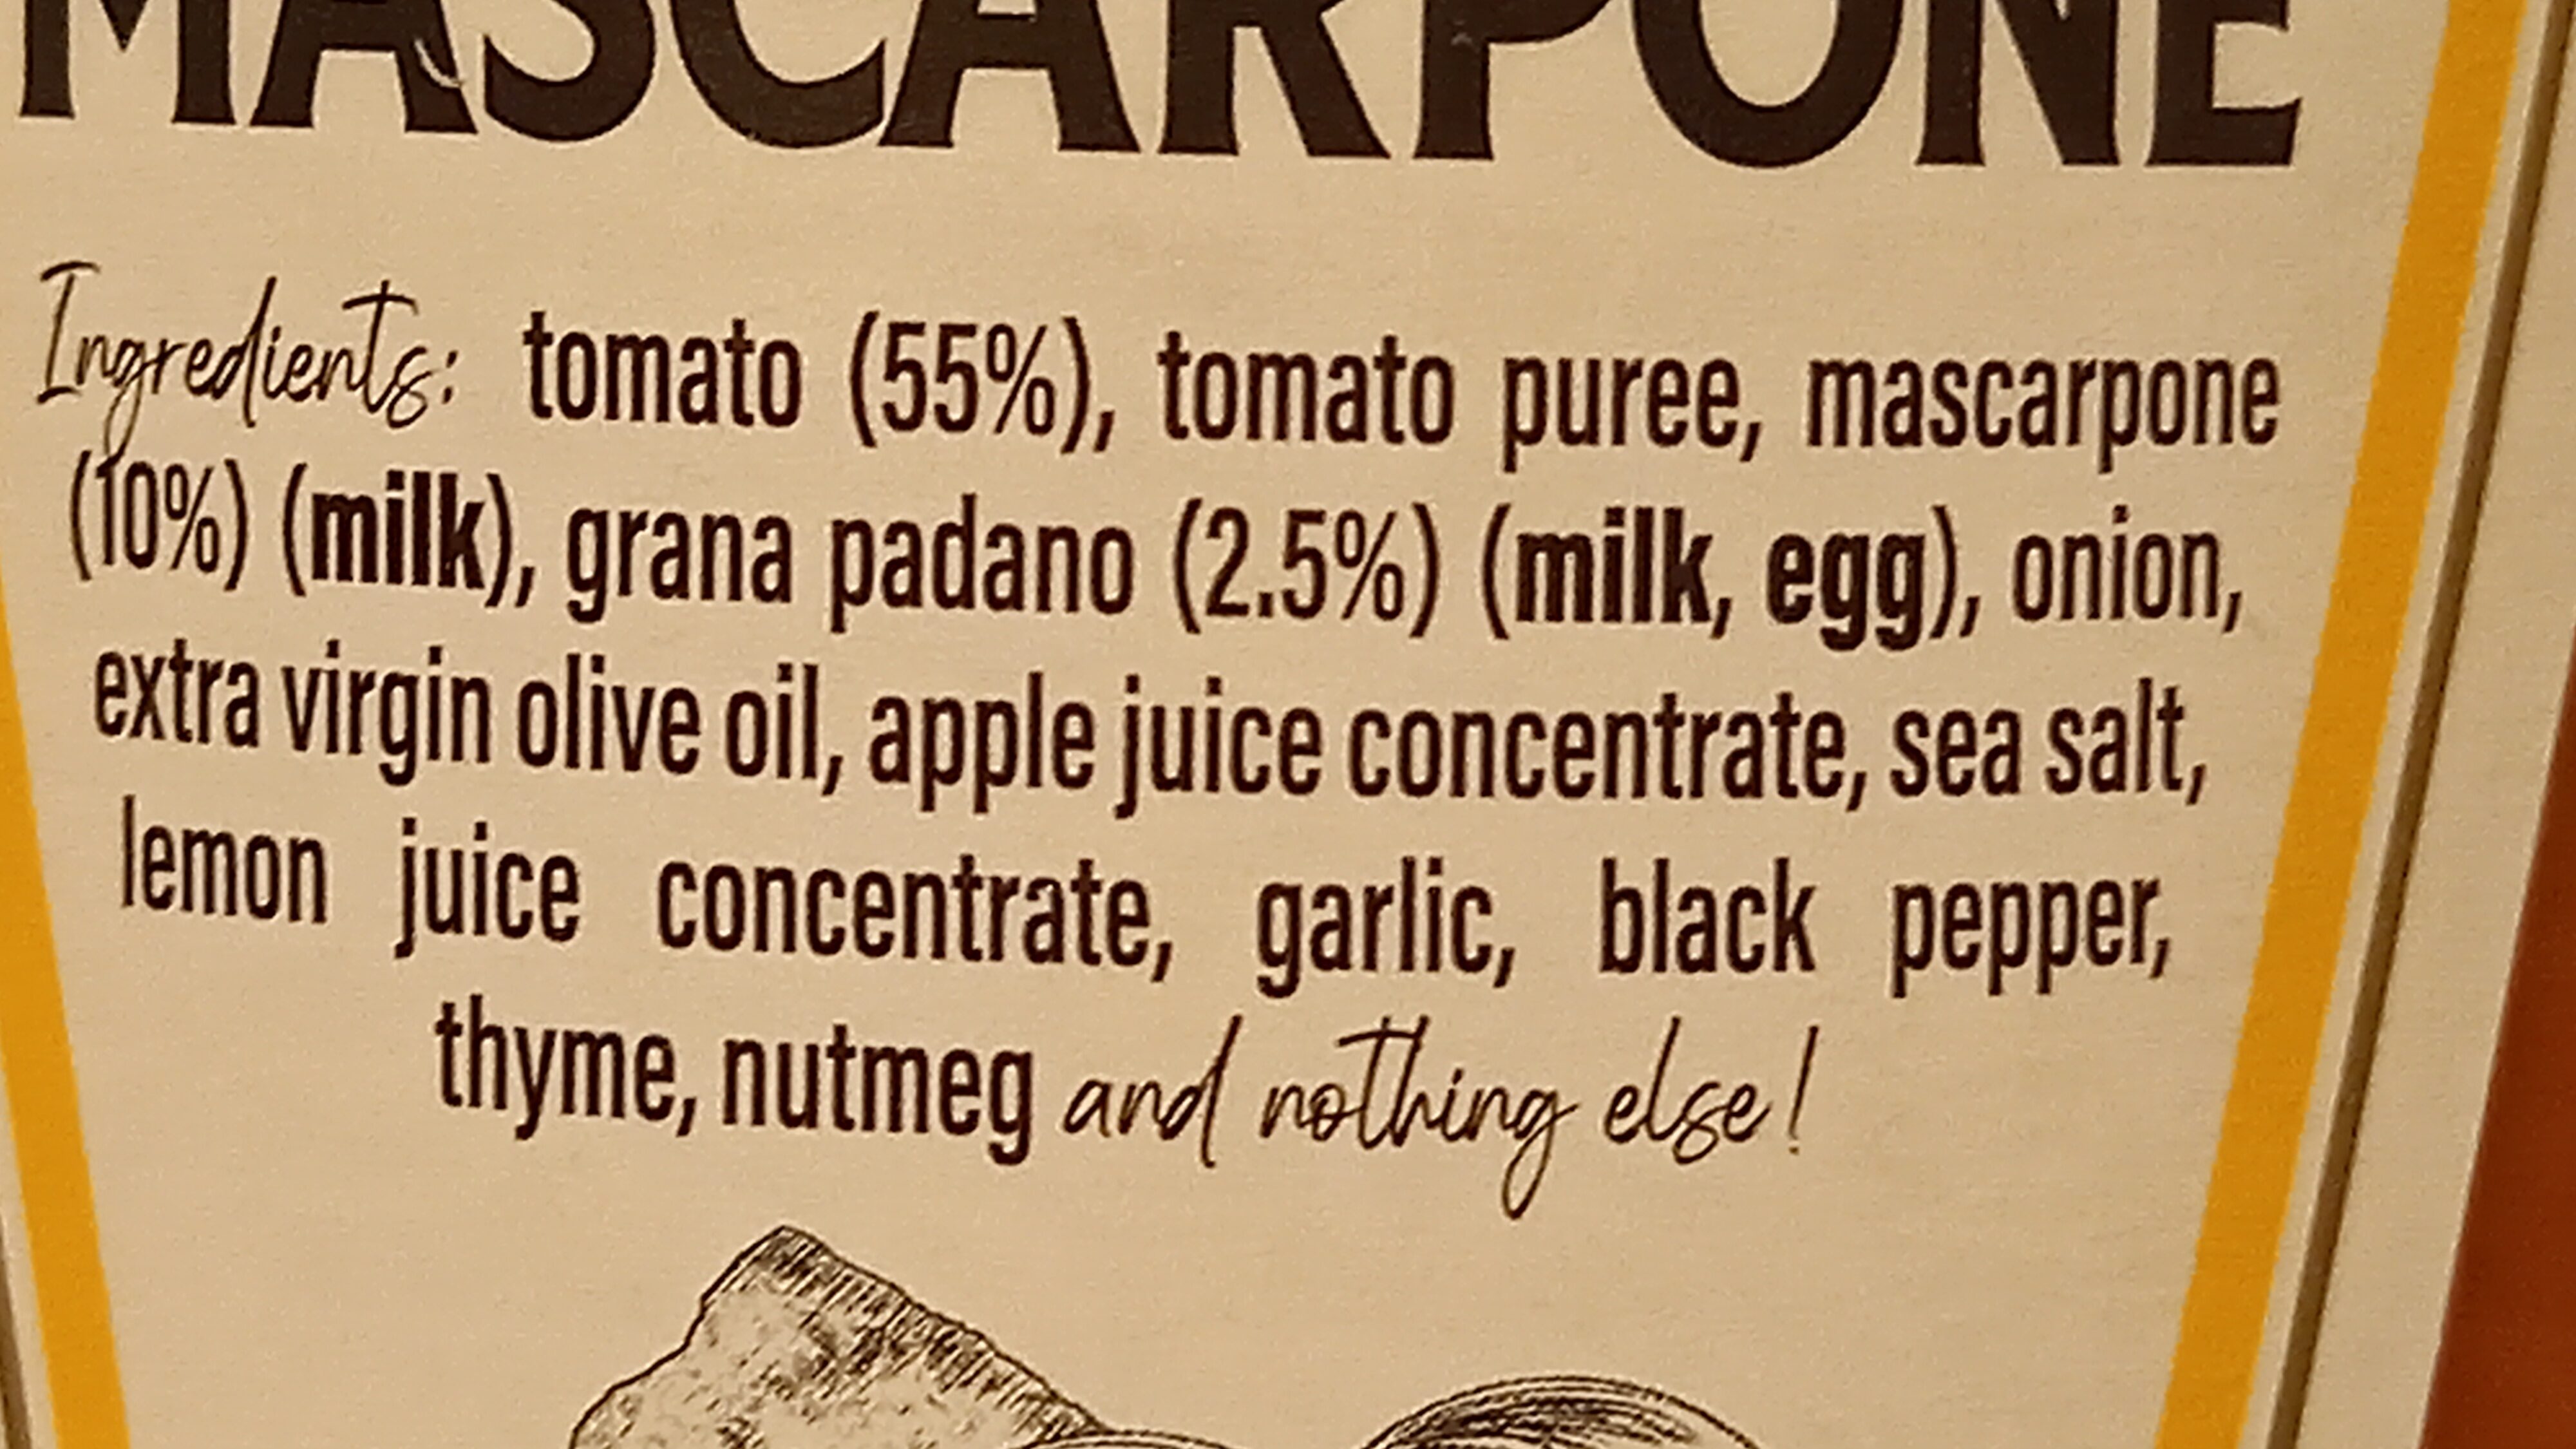 MASCARPONE
Ingredients: tomato (55%), tomato puree, mascarpone
(10%) (milk), grana padano (2.5%) (milk, egg), onion,
extra virgin olive oil, apple juice concentrate, sea salt,
lemon juice concentrate, garlic, black pepper,
thyme, nutmeg and nothing else!